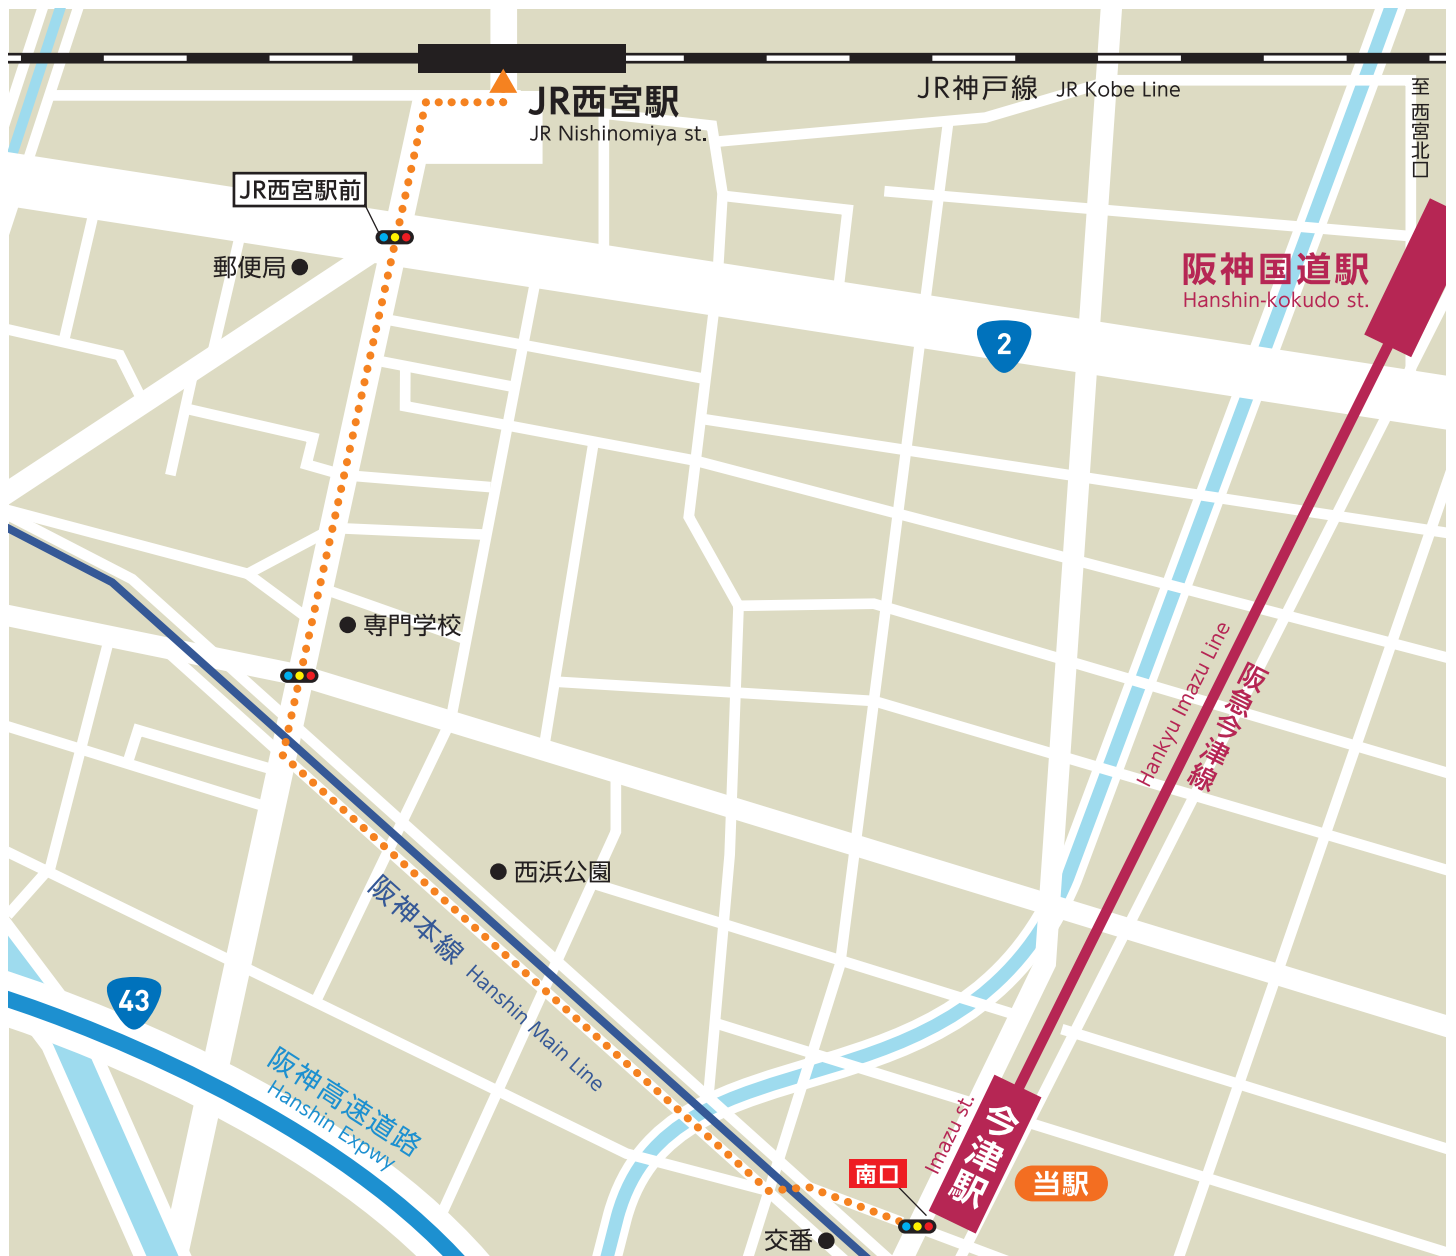 JR西宮駅
JR Nishinomiya st.
JR神戸線 JR Kobe Line
至 西宮北口
JR西宮駅前
郵便局
阪神国道駅
Hanshin-kokudo st.
2
専門学校
Hankyu Imazu Line
阪急今津線
西浜公園
阪神本線 Hanshin Main Line
43
阪神高速道路
Hanshin Expwy
Imazu st.
今津駅
南口
当駅
交番